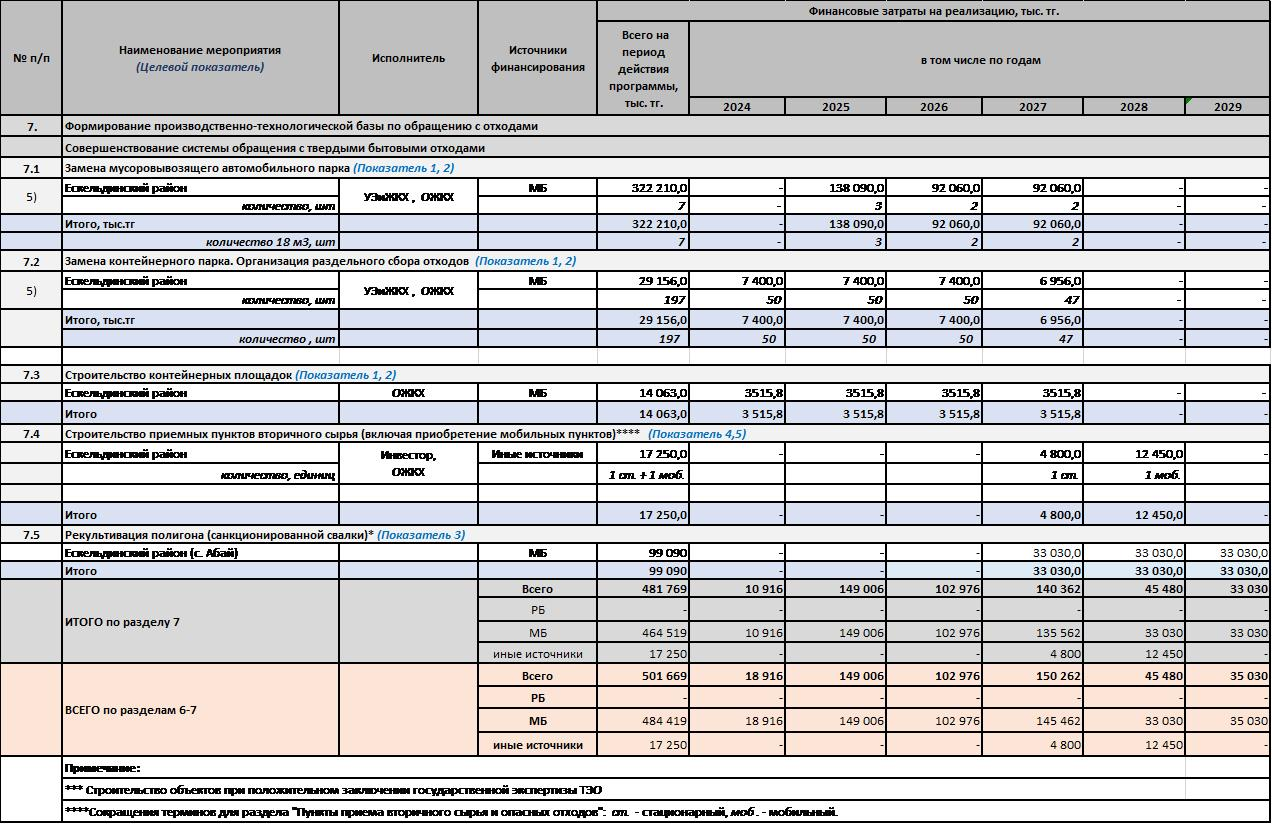 Финансовые затраты на реализацию, тыс. тг.
№ п/п Наименование мероприятия (Целевой показатель) Исполнитель Источники финансирования Всего на период действия программы, тыс. тг. в том числе по годам
2024 2025 2026 2027 2028 2029
7. Формирование производственно-технологической базы по обращению с отходами
Совершенствование системы обращения с твердыми бытовыми отходами
7.1 Замена мусоровывозящего автомобильного парка (Показатель 1, 2)
5) Ескельдинский район УЭиЖКХ , ОЖКХ МБ 322 210,0 - 138 090,0 92 060,0 92 060,0 - -
количество, шт 7 - 3 2 2 - -
Итого, тыс.тг 322 210,0 - 138 090,0 92 060,0 92 060,0 - -
количество 18 м3, шт 7 - 3 2 2 - -
7.2 Замена контейнерного парка. Организация раздельного сбора отходов (Показатель 1, 2)
5) Ескельдинский район УЭиЖКХ , ОЖКХ МБ 29 156,0 7 400,0 7 400,0 7 400,0 6 956,0 - -
количество, шт 197 50 50 50 47 - -
Итого, тыс.тг 29 156,0 7 400,0 7 400,0 7 400,0 6 956,0 - -
количество , шт 197 50 50 50 47 - -
7.3 Строительство контейнерных площадок (Показатель 1, 2)
Ескельдинский район ОЖКХ МБ 14 063,0 3515,8 3515,8 3515,8 3515,8 - -
Итого 14 063,0 3 515,8 3 515,8 3 515,8 3 515,8 - -
7.4 Строительство приемных пунктов вторичного сырья (включая приобретение мобильных пунктов)**** (Показатель 4,5)
Ескельдинский район Инвестор, ОЖКХ Иные источники 17 250,0 - - - 4 800,0 12 450,0 -
количество, единиц 1 ст. + 1 моб. 1 ст. 1 моб.
Итого 17 250,0 - - - 4 800,0 12 450,0 -
7.5 Рекультивация полигона (санкционированной свалки)* (Показатель 3)
Ескельдинский район (с. Абай) МБ 99 090 - - - 33 030,0 33 030,0 33 030,0
Итого 99 090 - - - 33 030,0 33 030,0 33 030,0
ИТОГО по разделу 7 Всего 481 769 10 916 149 006 102 976 140 362 45 480 33 030
РБ - - - - - - -
МБ 464 519 10 916 149 006 102 976 135 562 33 030 33 030
иные источники 17 250 - - - 4 800 12 450 -
ВСЕГО по разделам 6-7 Всего 501 669 18 916 149 006 102 976 150 262 45 480 35 030
РБ - - - - - - -
МБ 484 419 18 916 149 006 102 976 145 462 33 030 35 030
иные источники 17 250 - - - 4 800 12 450 -
Примечание:
*** Строительство объектов при положительном заключении государственной экспертизы ТЭО
****Сокращения терминов для раздела "Пункты приема вторичного сырья и опасных отходов": ст. - стационарный, моб. - мобильный.